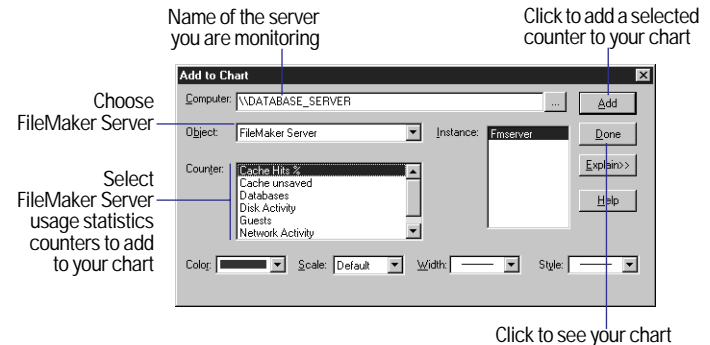 Name of the server
you are monitoring
Click to add a selected
counter to your chart
Add to Chart
Computer: \\DATABASE_SERVER
...
Add
Choose
FileMaker Server
Object: FileMaker Server
Instance: Fmserver
Done
Explain>>
Help
Select
FileMaker Server
usage statistics
counters to add
to your chart
Counter: Cache Hits %
Cache unsaved
Databases
Disk Activity
Guests
Network Activity
Color:
Scale: Default
Width:
Style:
Click to see your chart